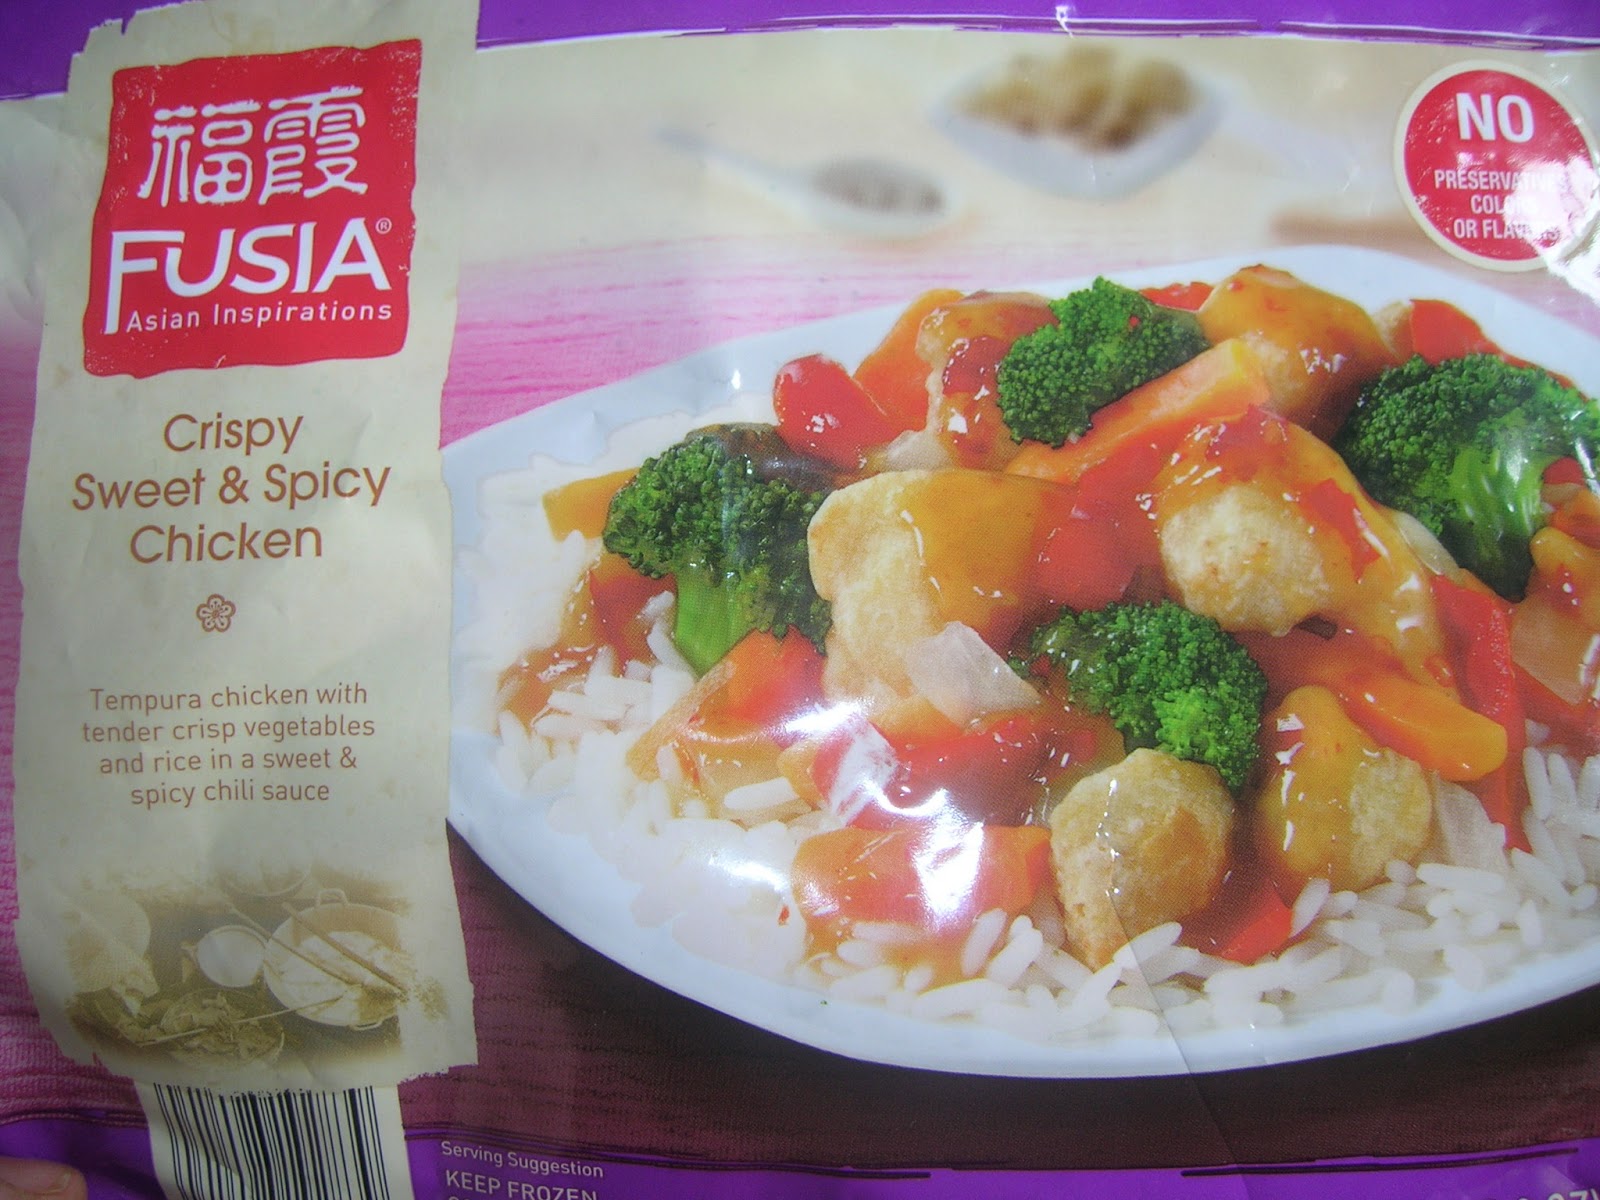 福霞
FUSIA®
Asian Inspirations
Crispy
Sweet & Spicy
Chicken
Tempura chicken with
tender crisp vegetables
and rice in a sweet &
spicy chili sauce
NO
PRESERVATIVES
COLORS
OR FLAVORS
Serving Suggestion
KEEP FROZEN